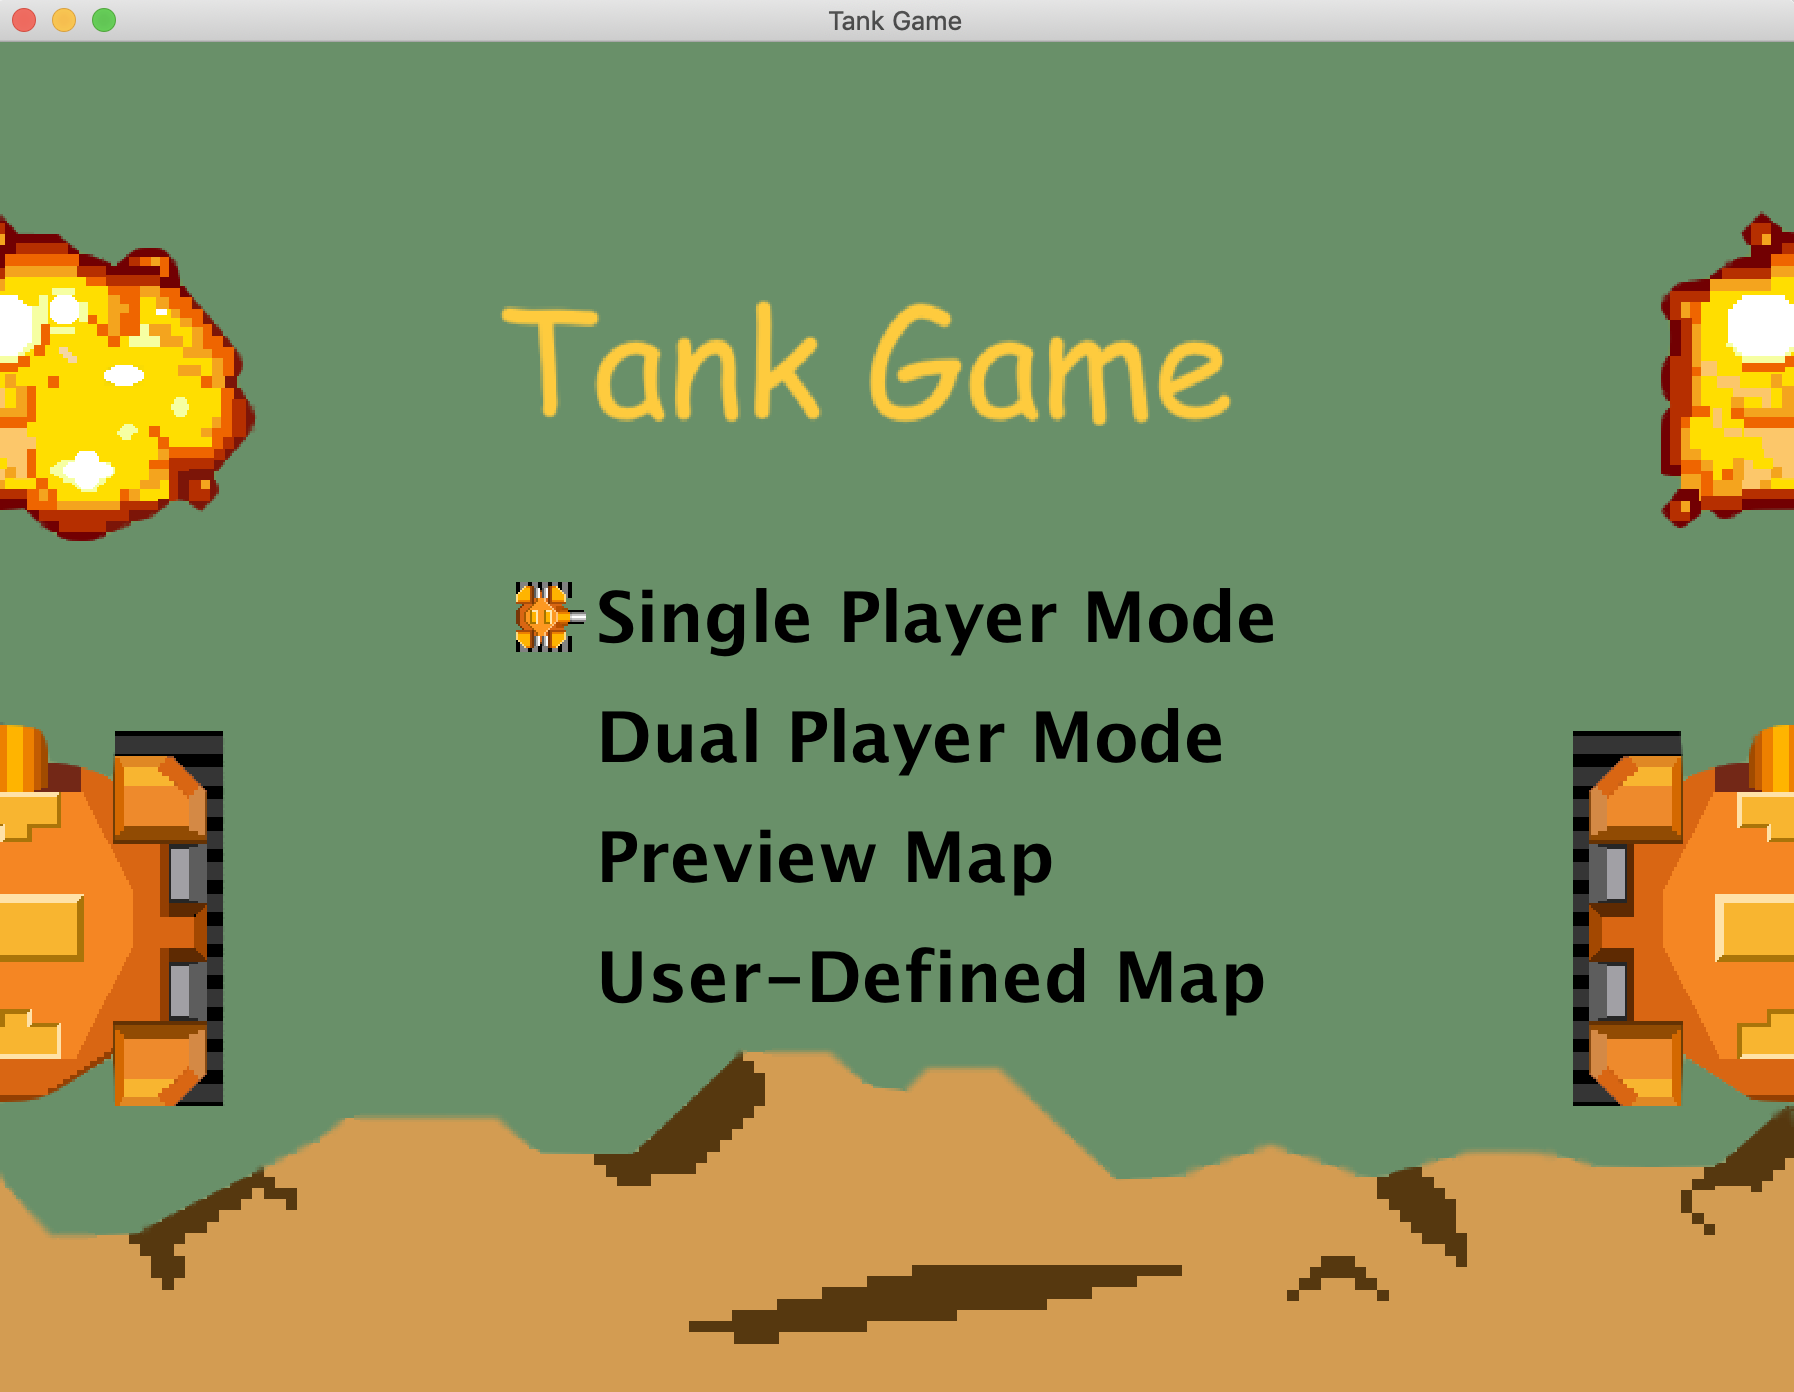 Tank Game
Tank Game
Single Player Mode
Dual Player Mode
Preview Map
User-Defined Map